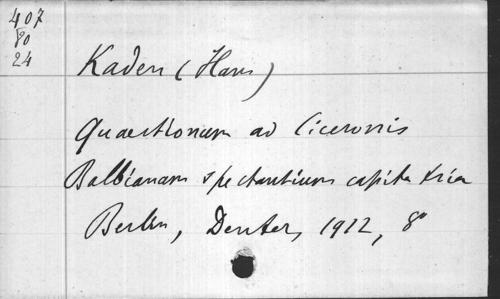 407
80
24
Kaden (Hans)
Quaestionum ad Ciceronis
Balbianam spectantium capita tria
Berlin, Denter, 1912, 8°